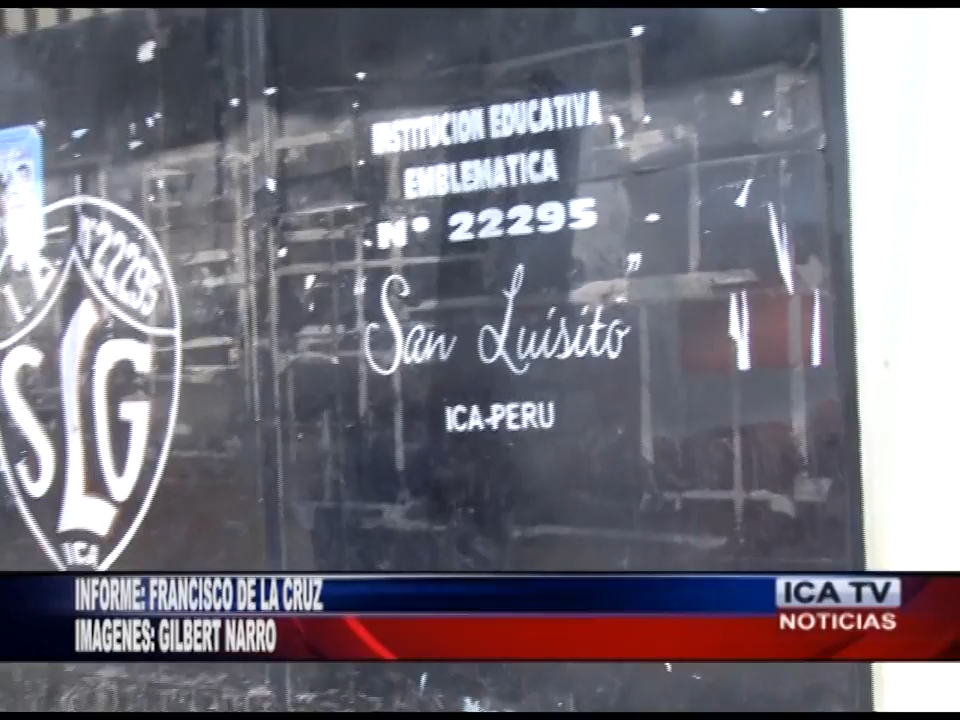 INSTITUCION EDUCATIVA
EMBLEMATICA
N° 22295
"San Luisito"
ICA-PERU
I.E. N°22295
SLG
ICA
INFORME: FRANCISCO DE LA CRUZ
IMAGENES: GILBERT NARRO
ICA TV
NOTICIAS